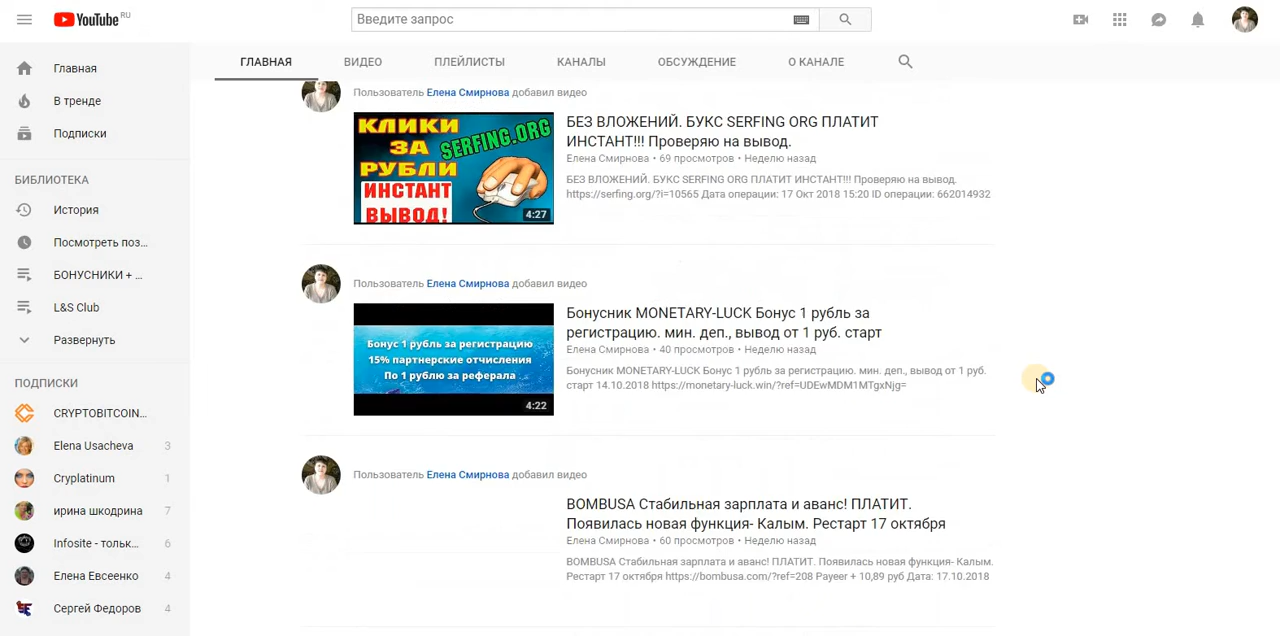 YouTube RU
Введите запрос
ГЛАВНАЯ ВИДЕО ПЛЕЙЛИСТЫ КАНАЛЫ ОБСУЖДЕНИЕ О КАНАЛЕ
Главная
В тренде
Подписки
БИБЛИОТЕКА
История
Посмотреть поз...
БОНУСНИКИ + ...
L&S Club
Развернуть
ПОДПИСКИ
CRYPTOBITCOIN...
Elena Usacheva 3
Cryplatinum 1
ирина шкодрина 7
Infosite - тольк... 6
Елена Евсеенко 4
Сергей Федоров 4
Пользователь Елена Смирнова добавил видео
КЛИКИ
ЗА
РУБЛИ
SERFING.ORG
ИНСТАНТ
ВЫВОД!
4:27
БЕЗ ВЛОЖЕНИЙ. БУКС SERFING ORG ПЛАТИТ
ИНСТАНТ!!! Проверяю на вывод.
Елена Смирнова • 69 просмотров • Неделю назад
БЕЗ ВЛОЖЕНИЙ. БУКС SERFING ORG ПЛАТИТ ИНСТАНТ!!! Проверяю на вывод.
https://serfing.org/?i=10565 Дата операции: 17 Окт 2018 15:20 ID операции: 662014932
Пользователь Елена Смирнова добавил видео
Бонус 1 рубль за регистрацию
15% партнерские отчисления
По 1 рублю за реферала
4:22
Бонусник MONETARY-LUCK Бонус 1 рубль за
регистрацию. мин. деп., вывод от 1 руб. старт
Елена Смирнова • 40 просмотров • Неделю назад
Бонусник MONETARY-LUCK Бонус 1 рубль за регистрацию. мин. деп., вывод от 1 руб.
старт 14.10.2018 https://monetary-luck.win/?ref=UDEwMDM1MTgxNjg=
Пользователь Елена Смирнова добавил видео
BOMBUSA Стабильная зарплата и аванс! ПЛАТИТ.
Появилась новая функция- Калым. Рестарт 17 октября
Елена Смирнова • 60 просмотров • Неделю назад
BOMBUSA Стабильная зарплата и аванс! ПЛАТИТ. Появилась новая функция- Калым.
Рестарт 17 октября https://bombusa.com/?ref=208 Payeer + 10,89 руб Дата: 17.10.2018